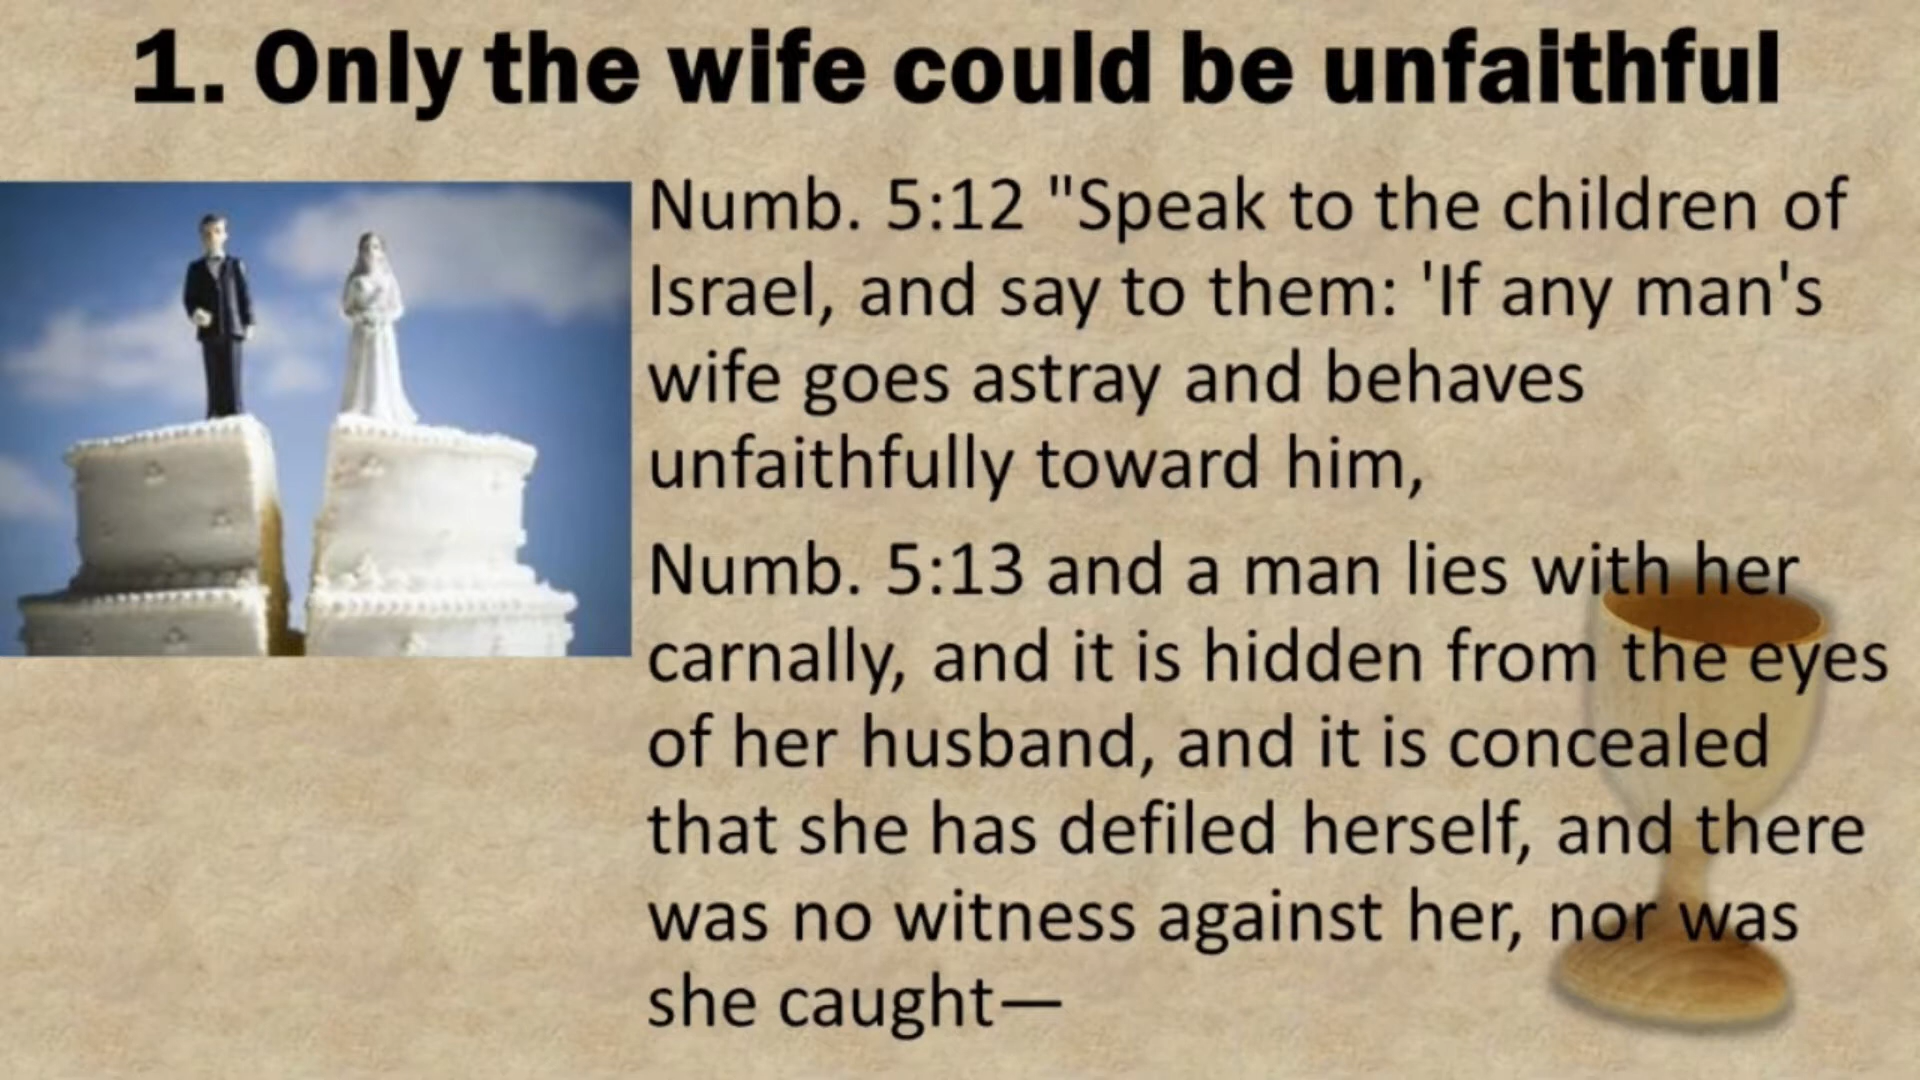 1. Only the wife could be unfaithful
Numb. 5:12 "Speak to the children of
Israel, and say to them: 'If any man's
wife goes astray and behaves
unfaithfully toward him,
Numb. 5:13 and a man lies with her
carnally, and it is hidden from the eyes
of her husband, and it is concealed
that she has defiled herself, and there
was no witness against her, nor was
she caught—